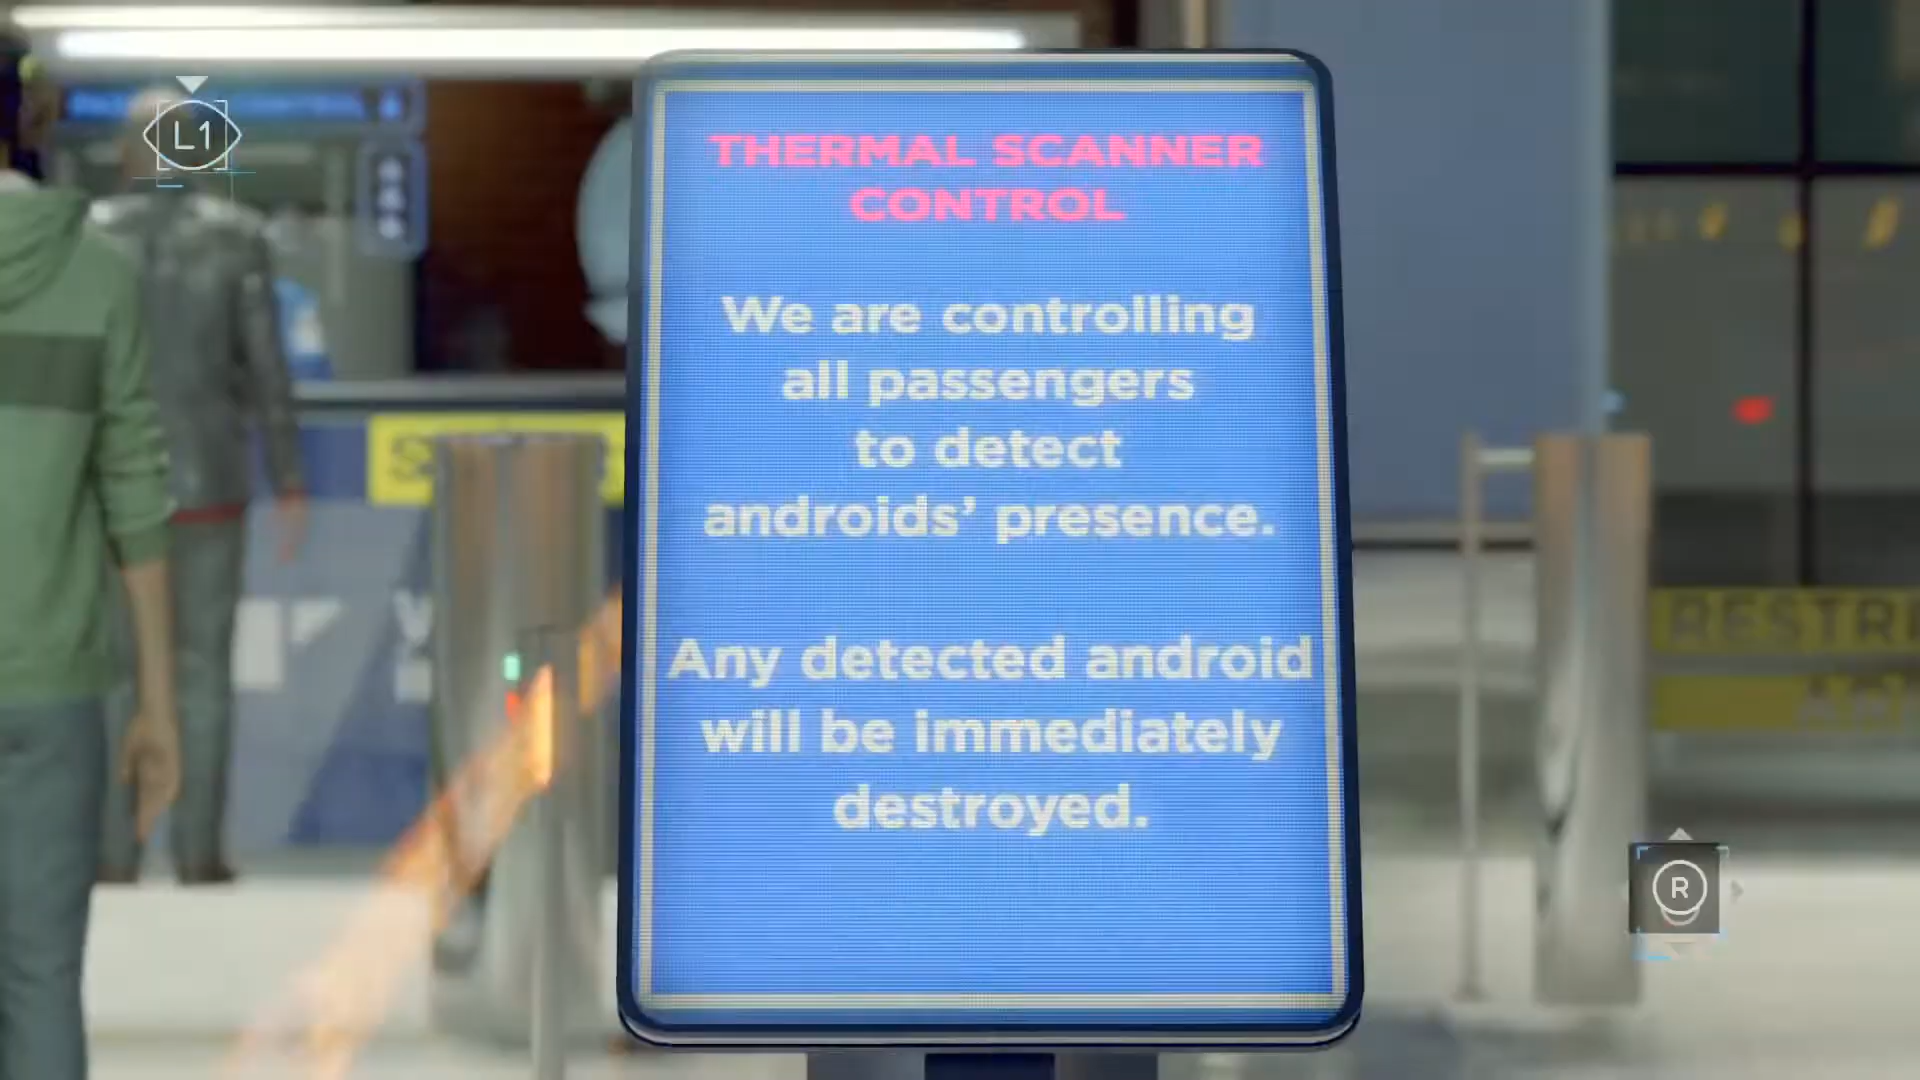 L1
THERMAL SCANNER
CONTROL
We are controlling
all passengers
to detect
androids’ presence.
Any detected android
will be immediately
destroyed.
R